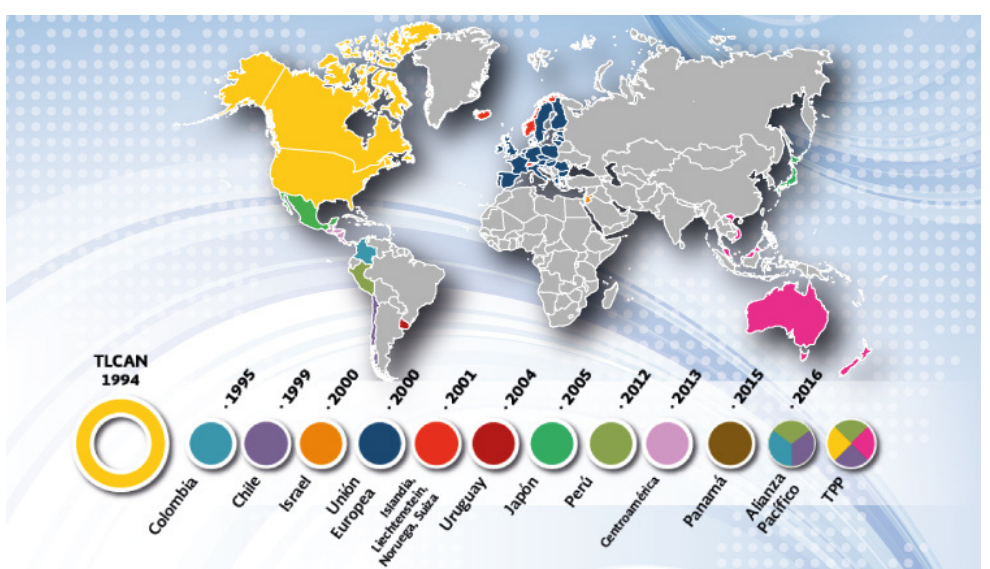 TLCAN
1994
. 1995
. 1999
. 2000
. 2000
. 2001
. 2004
. 2005
. 2012
. 2013
. 2015
. 2016
Colombia
Chile
Israel
Unión
Europea
Islandia,
Liechtenstein,
Noruega, Suiza
Uruguay
Japón
Perú
Centroamérica
Panamá
Alianza
Pacífico
TPP